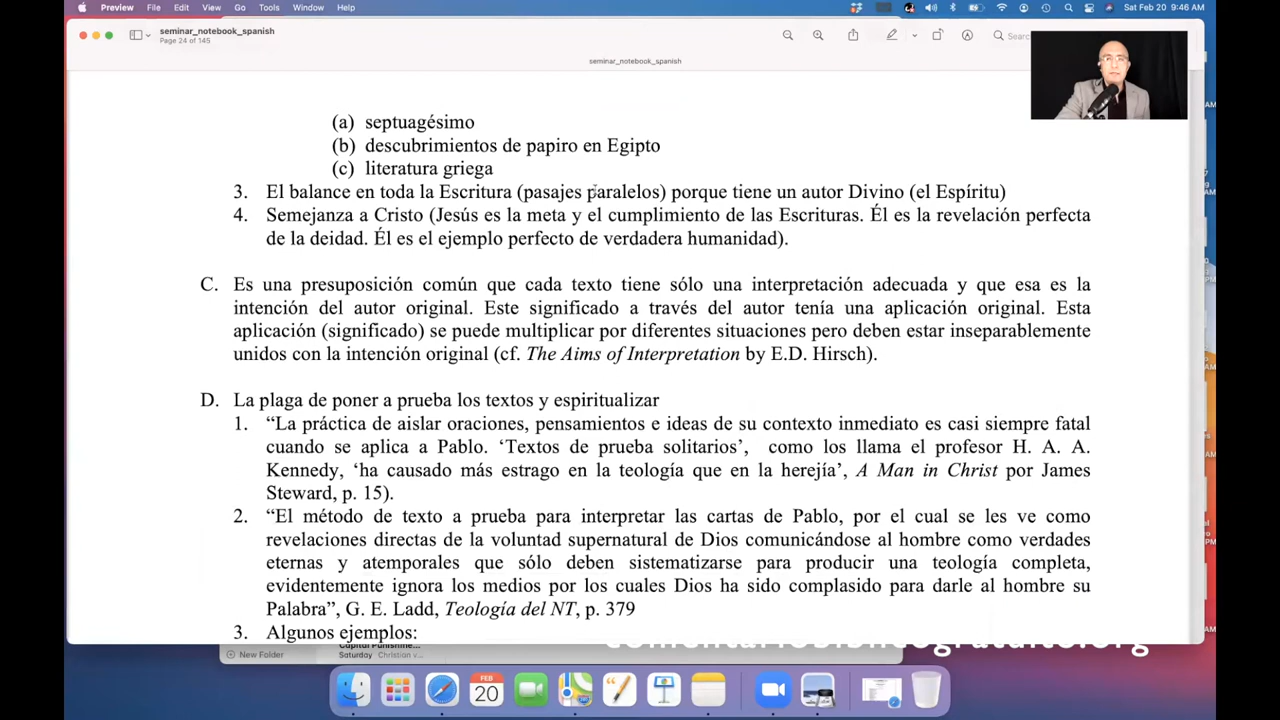 Preview File Edit View Go Tools Window Help
Sat Feb 20 9:46 AM
seminar_notebook_spanish
Page 24 of 145
Searc
seminar_notebook_spanish
(a) septuagésimo
(b) descubrimientos de papiro en Egipto
(c) literatura griega
3. El balance en toda la Escritura (pasajes paralelos) porque tiene un autor Divino (el Espíritu)
4. Semejanza a Cristo (Jesús es la meta y el cumplimiento de las Escrituras. Él es la revelación perfecta
de la deidad. Él es el ejemplo perfecto de verdadera humanidad).
C. Es una presuposición común que cada texto tiene sólo una interpretación adecuada y que esa es la
intención del autor original. Este significado a través del autor tenía una aplicación original. Esta
aplicación (significado) se puede multiplicar por diferentes situaciones pero deben estar inseparablemente
unidos con la intención original (cf. The Aims of Interpretation by E.D. Hirsch).
D. La plaga de poner a prueba los textos y espiritualizar
1. “La práctica de aislar oraciones, pensamientos e ideas de su contexto inmediato es casi siempre fatal
cuando se aplica a Pablo. ‘Textos de prueba solitarios’, como los llama el profesor H. A. A.
Kennedy, ‘ha causado más estrago en la teología que en la herejía’, A Man in Christ por James
Steward, p. 15).
2. “El método de texto a prueba para interpretar las cartas de Pablo, por el cual se les ve como
revelaciones directas de la voluntad supernatural de Dios comunicándose al hombre como verdades
eternas y atemporales que sólo deben sistematizarse para producir una teología completa,
evidentemente ignora los medios por los cuales Dios ha sido complasido para darle al hombre su
Palabra”, G. E. Ladd, Teología del NT, p. 379
3. Algunos ejemplos:
New Folder
Saturday Christian v...
FEB
20